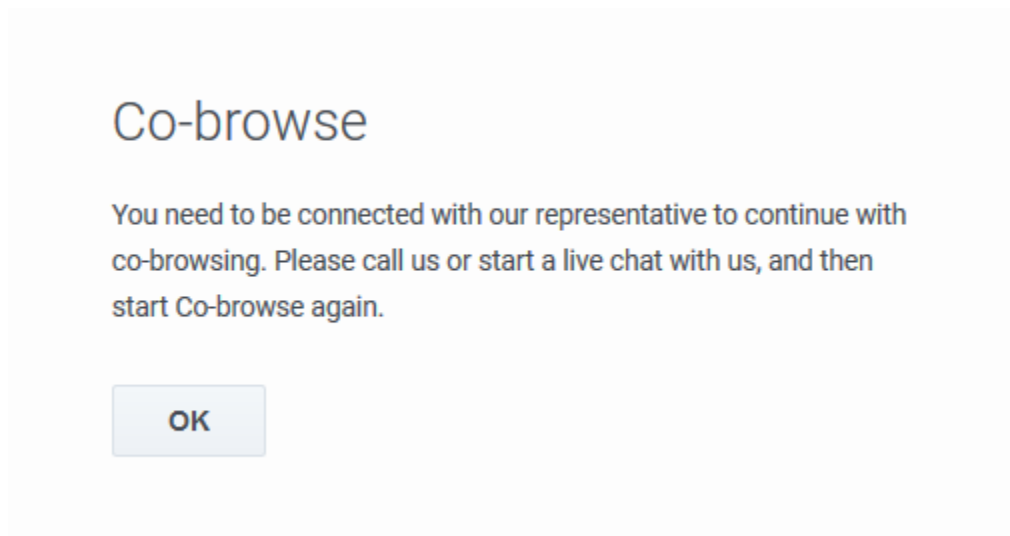 Co-browse
You need to be connected with our representative to continue with
co-browsing. Please call us or start a live chat with us, and then
start Co-browse again.
OK